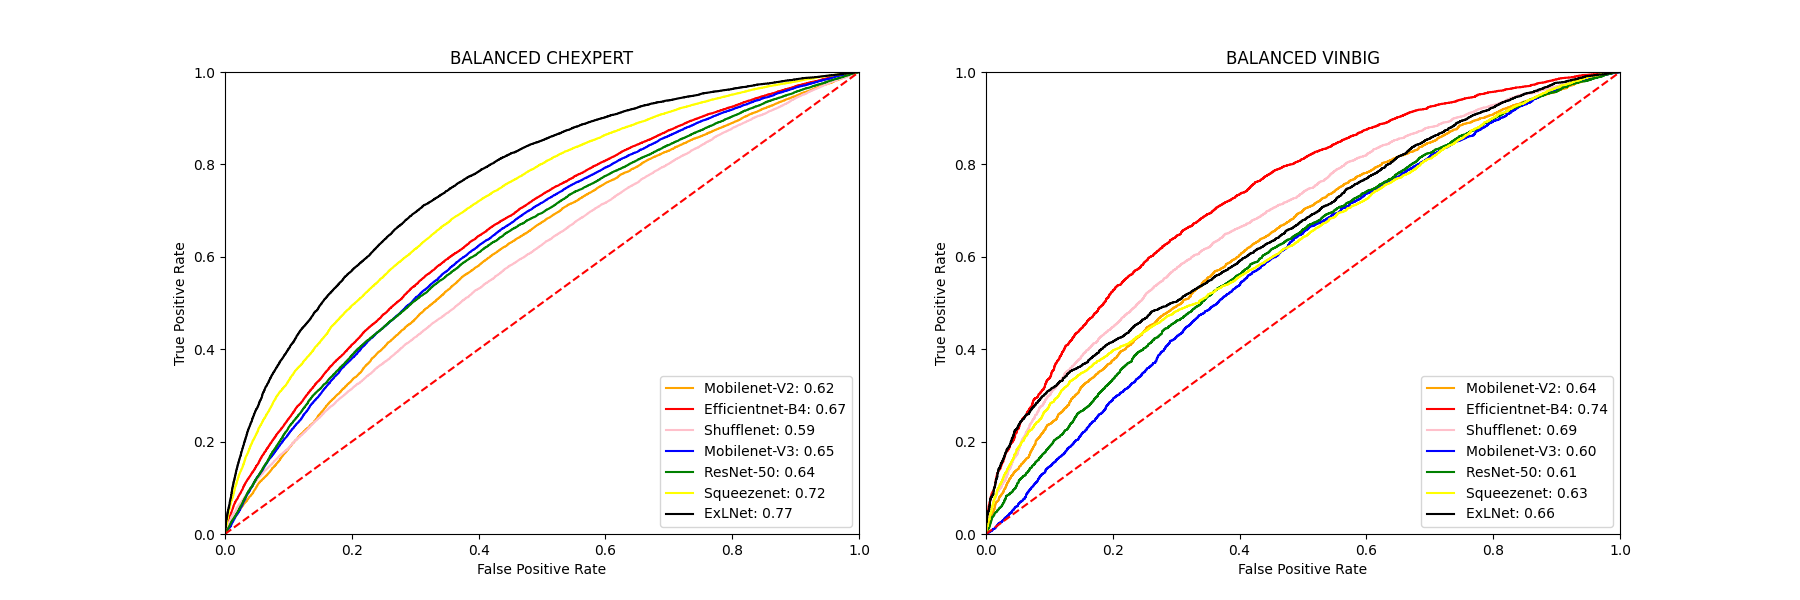 BALANCED CHEXPERT
True Positive Rate
1.0
0.8
0.6
0.4
0.2
0.0
Mobilenet-V2: 0.62
Efficientnet-B4: 0.67
Shufflenet: 0.59
Mobilenet-V3: 0.65
ResNet-50: 0.64
Squeezenet: 0.72
ExLNet: 0.77
0.0 0.2 0.4 0.6 0.8 1.0
False Positive Rate
BALANCED VINBIG
True Positive Rate
1.0
0.8
0.6
0.4
0.2
0.0
Mobilenet-V2: 0.64
Efficientnet-B4: 0.74
Shufflenet: 0.69
Mobilenet-V3: 0.60
ResNet-50: 0.61
Squeezenet: 0.63
ExLNet: 0.66
0.0 0.2 0.4 0.6 0.8 1.0
False Positive Rate